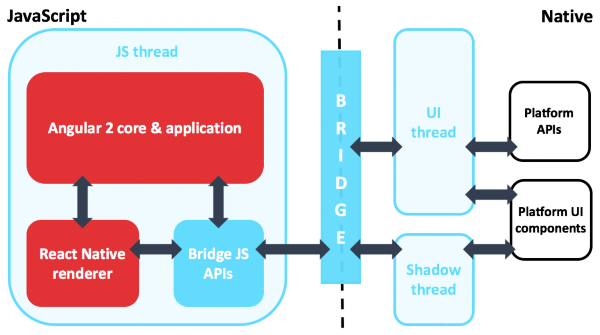 JavaScript
Native
JS thread
Angular 2 core & application
React Native
renderer
Bridge JS
APIs
BRIDGE
UI
thread
Shadow
thread
Platform
APIs
Platform UI
components